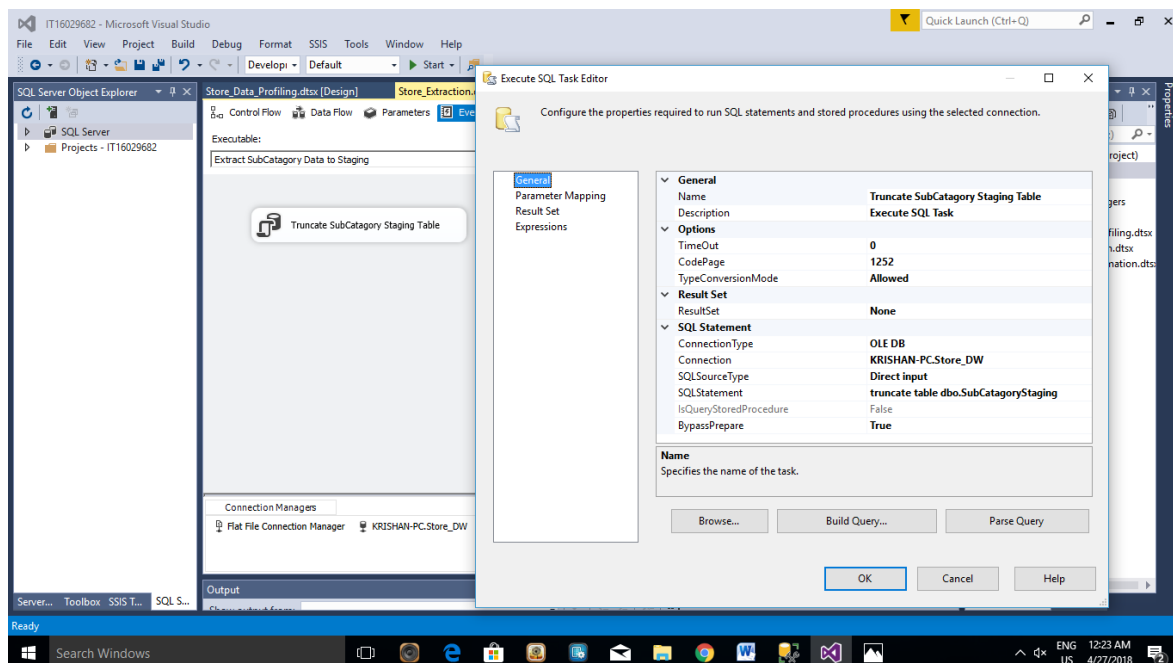 IT16029682 - Microsoft Visual Studio
Quick Launch (Ctrl+Q)
File Edit View Project Build Debug Format SSIS Tools Window Help
Default
Start
SQL Server Object Explorer
SQL Server
Projects - IT16029682
Store_Data_Profiling.dtsx [Design]
Control Flow Data Flow Parameters
Executable:
Extract SubCatagory Data to Staging
Truncate SubCatagory Staging Table
Connection Managers
Flat File Connection Manager KRISHAN-PC.Store_DW
Output
Execute SQL Task Editor
Configure the properties required to run SQL statements and stored procedures using the selected connection.
General
Parameter Mapping
Result Set
Expressions
General
Name Truncate SubCatagory Staging Table
Description Execute SQL Task
Options
TimeOut 0
CodePage 1252
TypeConversionMode Allowed
Result Set
ResultSet None
SQL Statement
ConnectionType OLE DB
Connection KRISHAN-PC.Store_DW
SQLSourceType Direct input
SQLStatement truncate table dbo.SubCatagoryStaging
IsQueryStoredProcedure False
BypassPrepare True
Name
Specifies the name of the task.
Browse... Build Query... Parse Query
OK Cancel Help
Properties
Server... Toolbox SSIS T... SQL S...
Ready
Search Windows
ENG 12:23 AM
US 4/27/2018